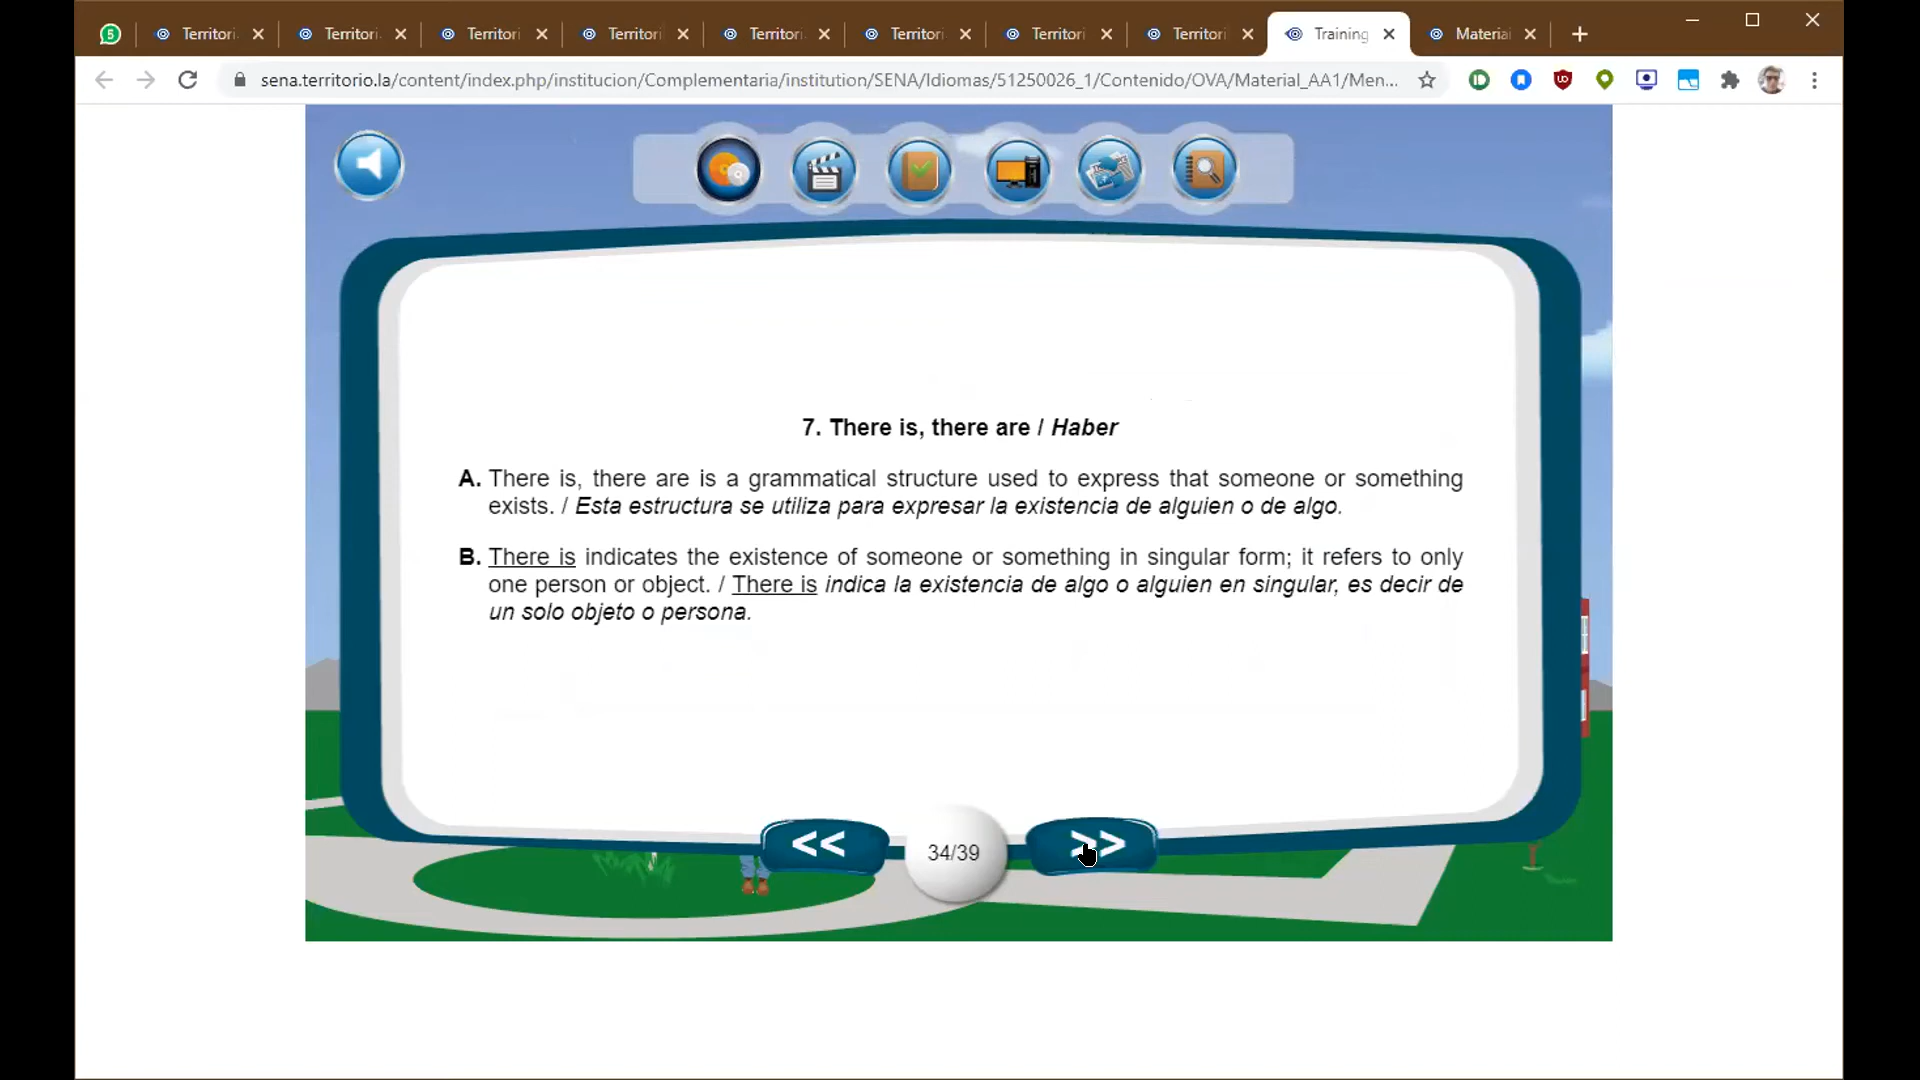 5 Territori Territori Territori Territori Territori Territori Territori Territori Training Material
sena.territorio.la/content/index.php/institucion/Complementaria/institution/SENA/Idiomas/51250026_1/Contenido/OVA/Material_AA1/Men...
7. There is, there are / Haber
A. There is, there are is a grammatical structure used to express that someone or something
exists. / Esta estructura se utiliza para expresar la existencia de alguien o de algo.
B. There is indicates the existence of someone or something in singular form; it refers to only
one person or object. / There is indica la existencia de algo o alguien en singular, es decir de
un solo objeto o persona.
<< 34/39 >>